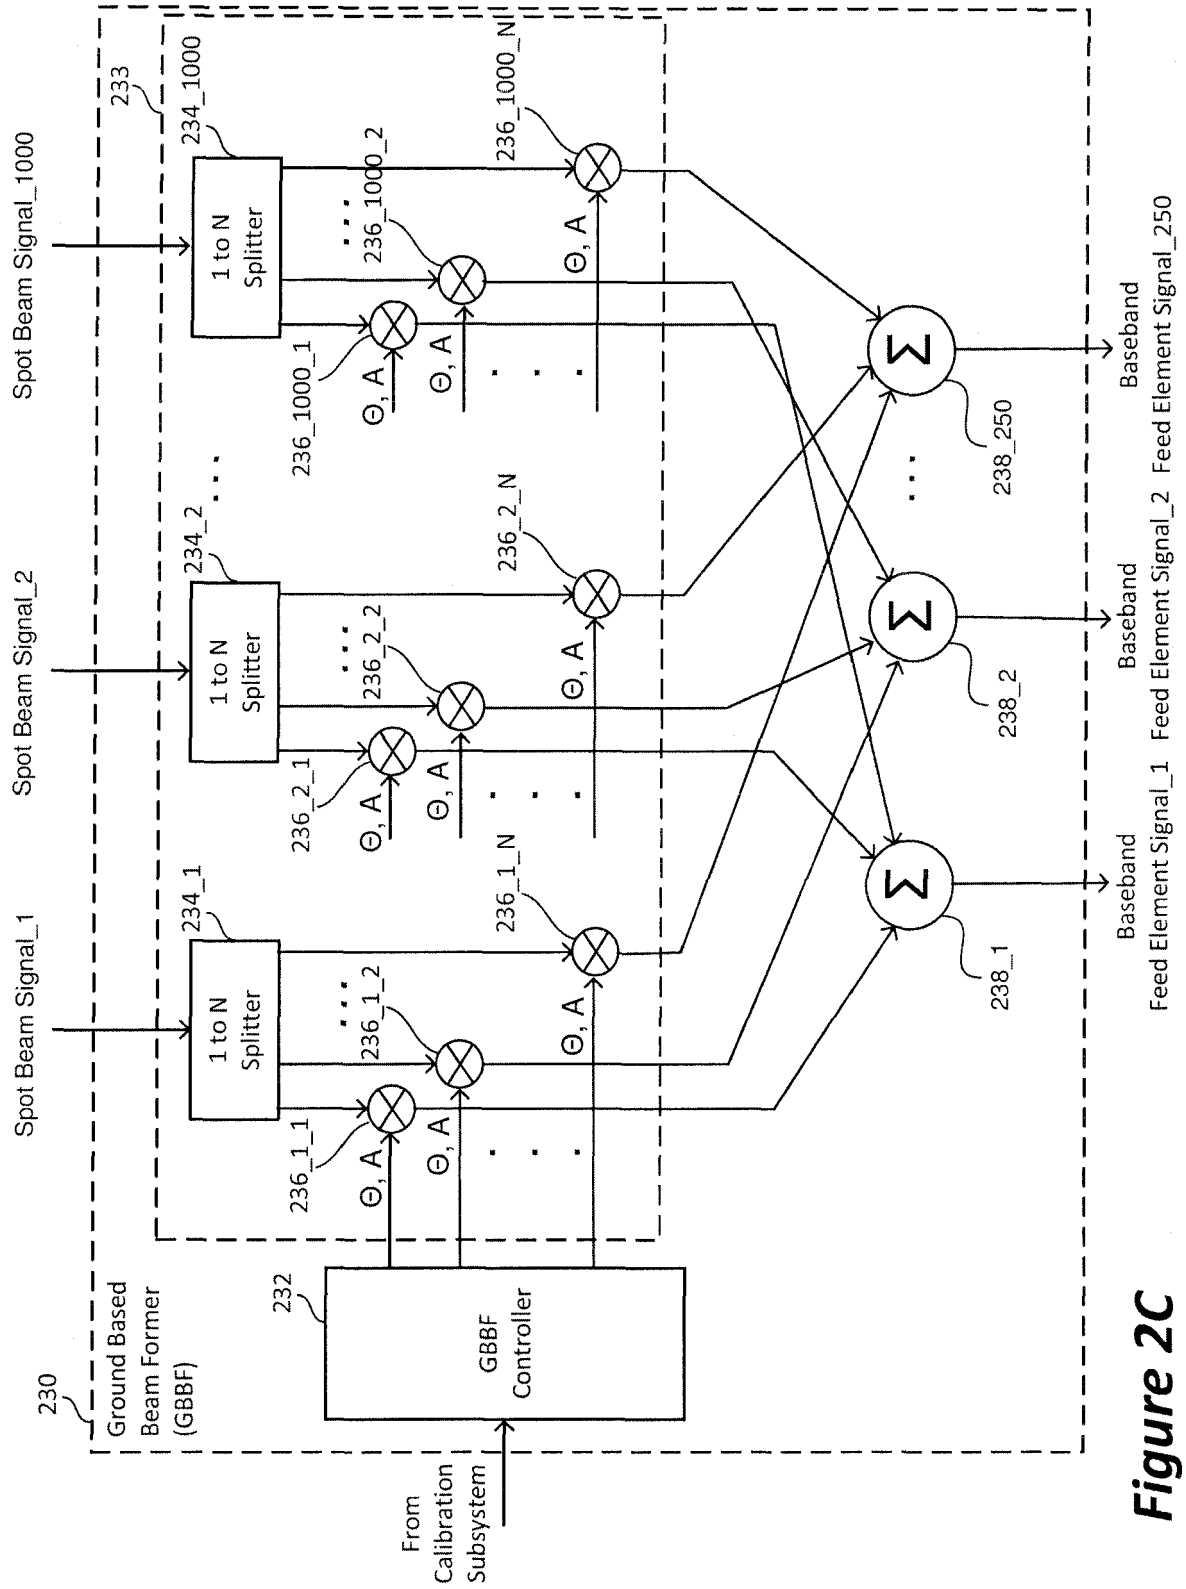 Spot Beam Signal_1
Spot Beam Signal_2
Spot Beam Signal_1000
230
Ground Based
Beam Former
(GBBF)
233
234_1
234_2
...
234_1000
1 to N
Splitter
1 to N
Splitter
1 to N
Splitter
232
GBBF
Controller
From
Calibration
Subsystem
236_1_1
Θ, A
236_1_2
...
Θ, A
. . .
236_1_N
Θ, A
236_2_1
Θ, A
236_2_2
...
Θ, A
. . .
236_2_N
Θ, A
236_1000_1
Θ, A
236_1000_2
...
Θ, A
. . .
236_1000_N
Θ, A
Σ
Σ
Σ
238_1
238_2
...
238_250
Baseband
Feed Element Signal_1
Baseband
Feed Element Signal_2
Baseband
Feed Element Signal_250
Figure 2C